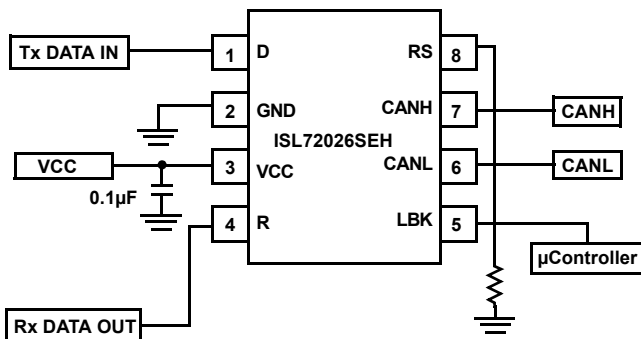 Tx DATA IN
1
D
RS
8
2
GND
CANH
7
CANH
ISL72026SEH
VCC
3
VCC
CANL
6
CANL
0.1µF
4
R
LBK
5
µController
Rx DATA OUT